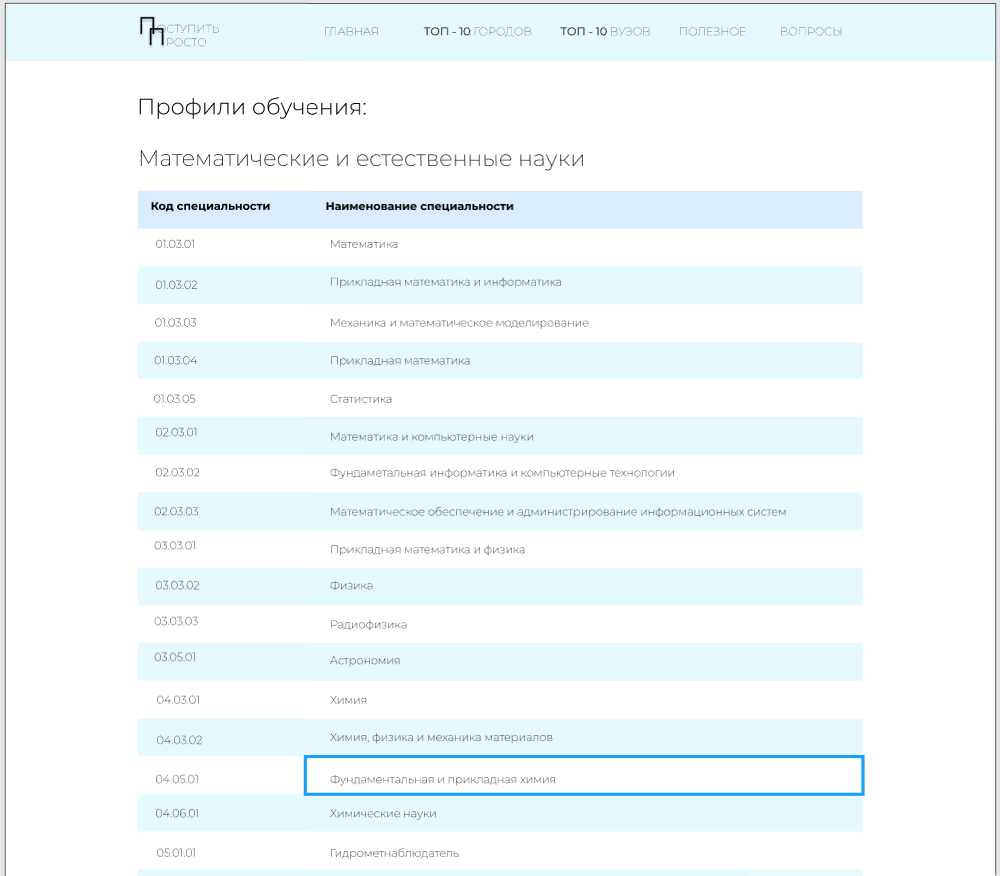 ПОСТУПИТЬ
ПРОСТО
ГЛАВНАЯ
ТОП - 10 ГОРОДОВ
ТОП - 10 ВУЗОВ
ПОЛЕЗНОЕ
ВОПРОСЫ
Профили обучения:
Математические и естественные науки
Код специальности Наименование специальности
01.03.01 Математика
01.03.02 Прикладная математика и информатика
01.03.03 Механика и математическое моделирование
01.03.04 Прикладная математика
01.03.05 Статистика
02.03.01 Математика и компьютерные науки
02.03.02 Фундаметальная информатика и компьютерные технологии
02.03.03 Математическое обеспечение и администрирование информационных систем
03.03.01 Прикладная математика и физика
03.03.02 Физика
03.03.03 Радиофизика
03.05.01 Астрономия
04.03.01 Химия
04.03.02 Химия, физика и механика материалов
04.05.01 Фундаментальная и прикладная химия
04.06.01 Химические науки
05.01.01 Гидрометнаблюдатель